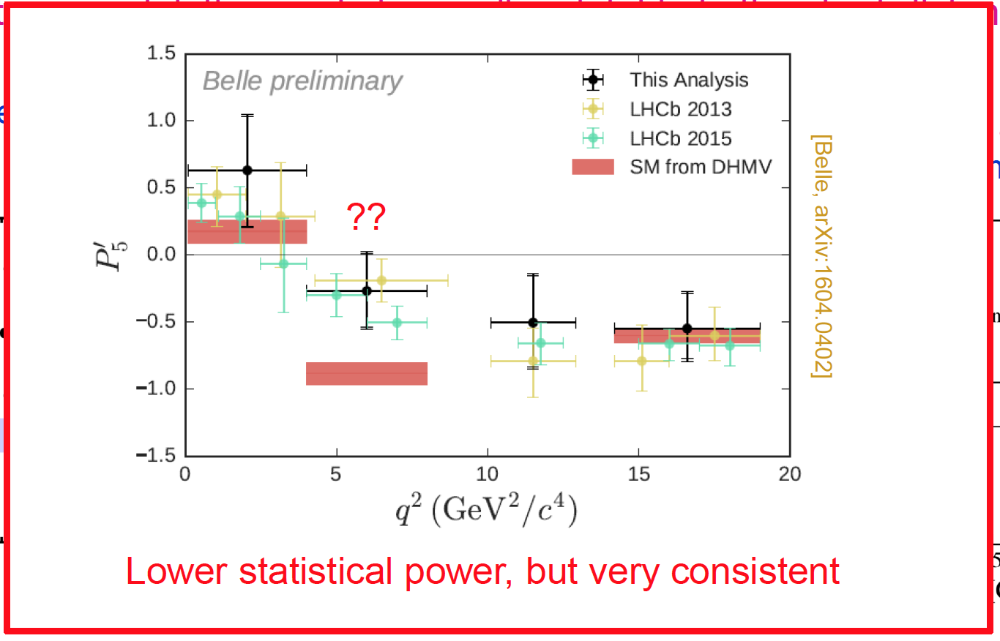 1.5
Belle preliminary
This Analysis
LHCb 2013
LHCb 2015
SM from DHMV
1.0
0.5
0.0
−0.5
−1.0
−1.5
??
P′5
0
5
10
15
20
q² (GeV²/c⁴)
[Belle, arXiv:1604.0402]
Lower statistical power, but very consistent